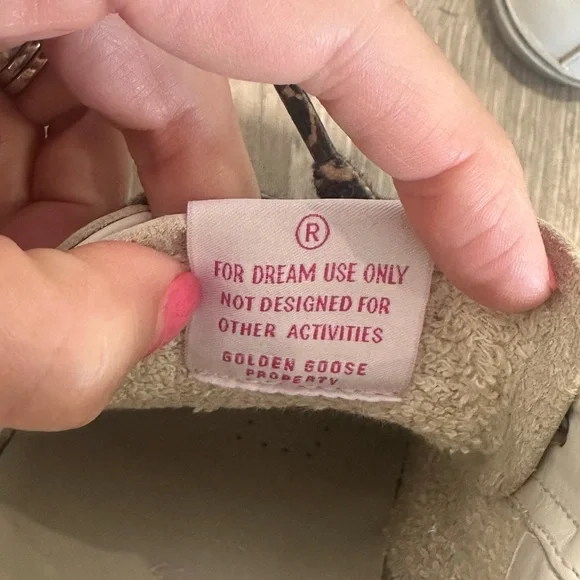 ®
FOR DREAM USE ONLY
NOT DESIGNED FOR
OTHER ACTIVITIES
GOLDEN GOOSE
PROPERTY